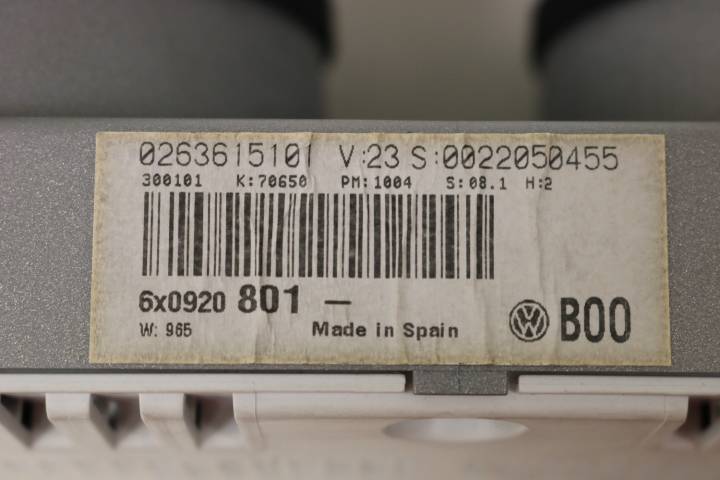 0263615101 V:23 S:0022050455
300101 K:70650 PM:1004 S:08.1 H:2
6x0920 801 –
W: 965 Made in Spain B00